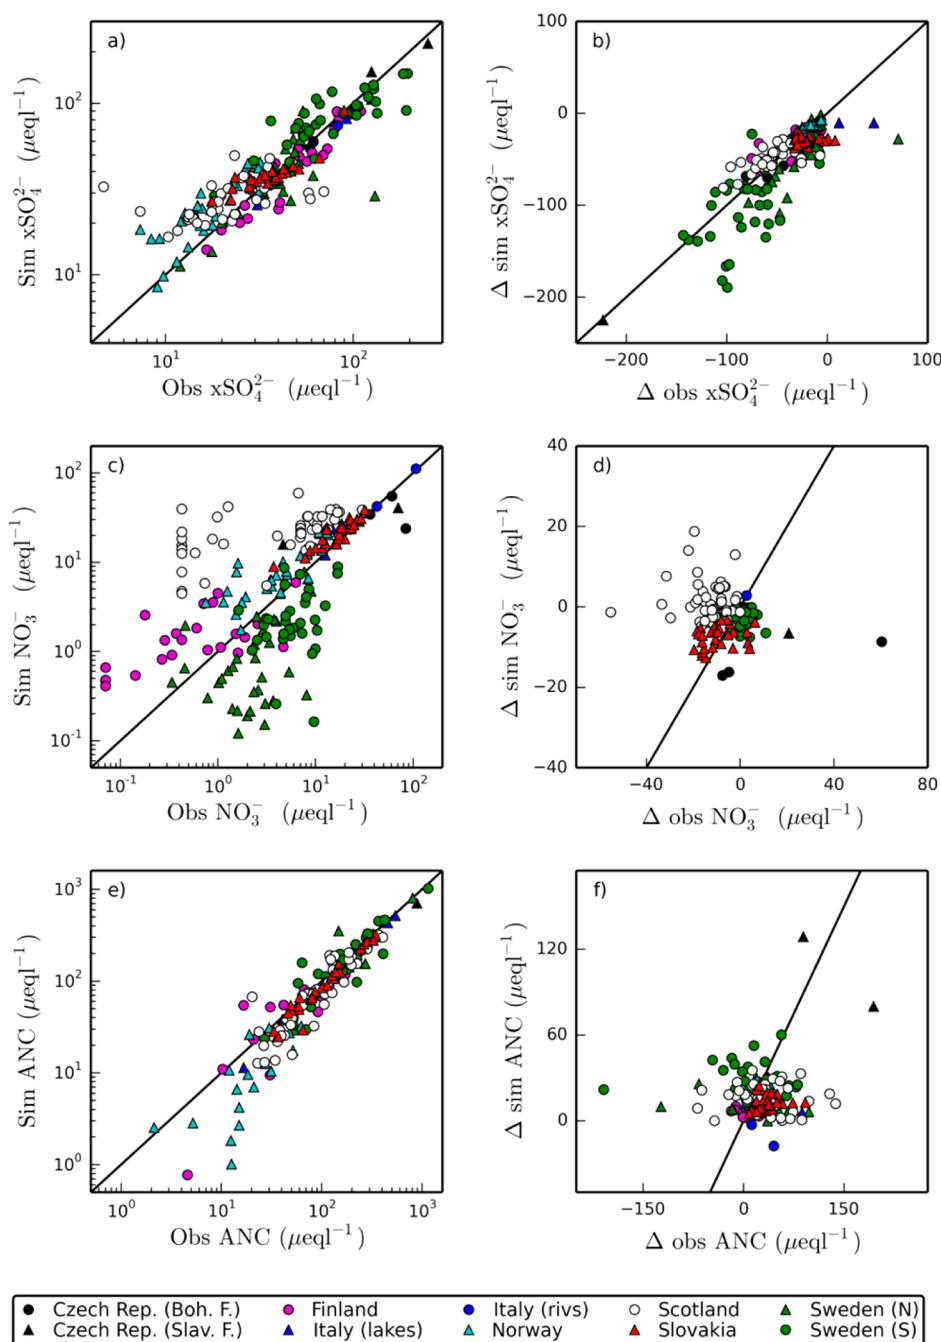 a)
10²
10¹
Sim xSO₄²⁻ (μeql⁻¹)
10¹ 10²
Obs xSO₄²⁻ (μeql⁻¹)
b)
100
0
−100
−200
Δ sim xSO₄²⁻ (μeql⁻¹)
−200 −100 0 100
Δ obs xSO₄²⁻ (μeql⁻¹)
c)
10²
10¹
10⁰
10⁻¹
Sim NO₃⁻ (μeql⁻¹)
10⁻¹ 10⁰ 10¹ 10²
Obs NO₃⁻ (μeql⁻¹)
d)
40
20
0
−20
−40
Δ sim NO₃⁻ (μeql⁻¹)
−40 0 40 80
Δ obs NO₃⁻ (μeql⁻¹)
e)
10³
10²
10¹
10⁰
Sim ANC (μeql⁻¹)
10⁰ 10¹ 10² 10³
Obs ANC (μeql⁻¹)
f)
120
60
0
Δ sim ANC (μeql⁻¹)
−150 0 150
Δ obs ANC (μeql⁻¹)
Czech Rep. (Boh. F.) Finland Italy (rivs) Scotland Sweden (N)
Czech Rep. (Slav. F.) Italy (lakes) Norway Slovakia Sweden (S)